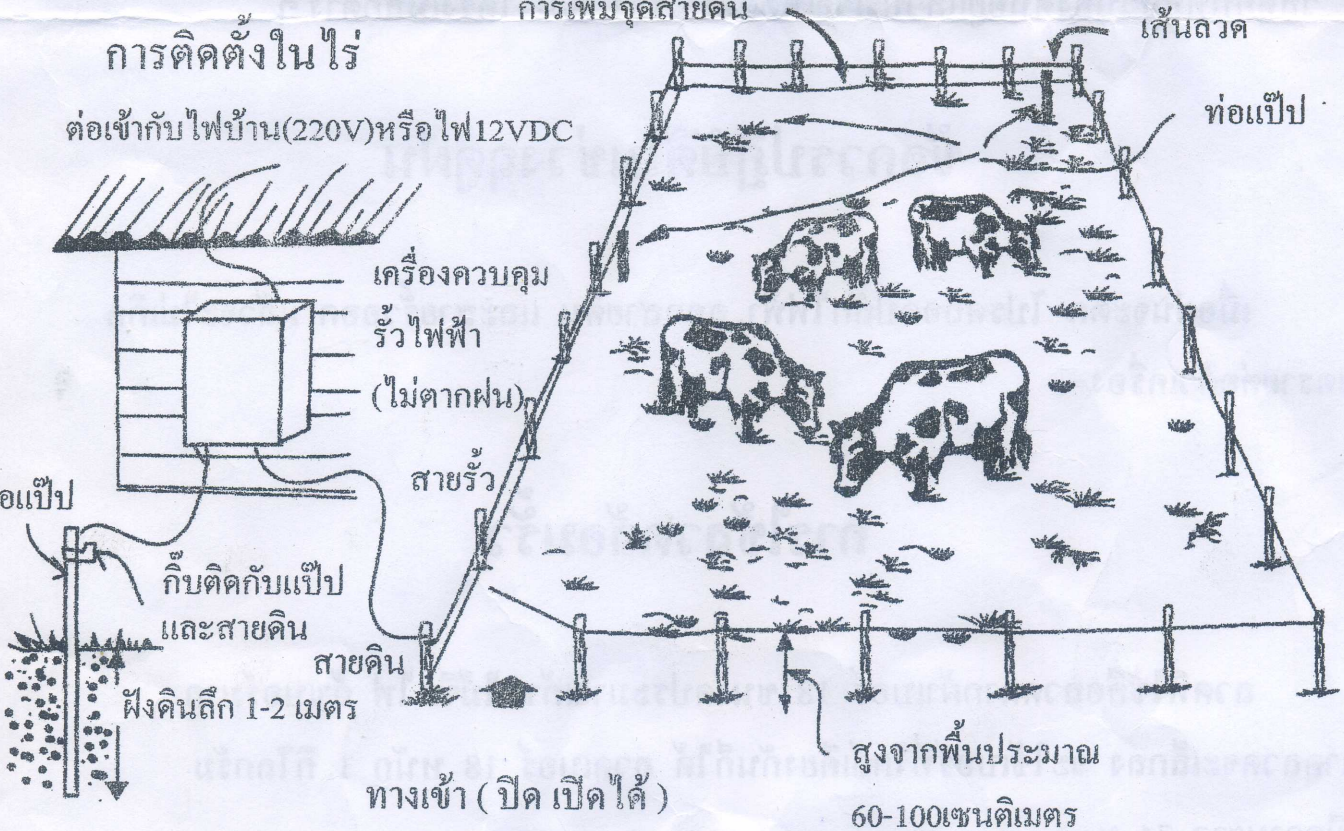 การเพิ่มจุดสายดิน
เส้นลวด
การติดตั้งในไร่
ท่อแป๊ป
ต่อเข้ากับไฟบ้าน(220V)หรือไฟ12VDC
เครื่องควบคุม
รั้วไฟฟ้า
(ไม่ตากฝน)
สายรั้ว
อแป๊ป
กิ๊บติดกับแป๊ป
และสายดิน
สายดิน
ฝังดินลึก 1-2 เมตร
สูงจากพื้นประมาณ
60-100เซนติเมตร
ทางเข้า ( ปิด เปิดได้ )